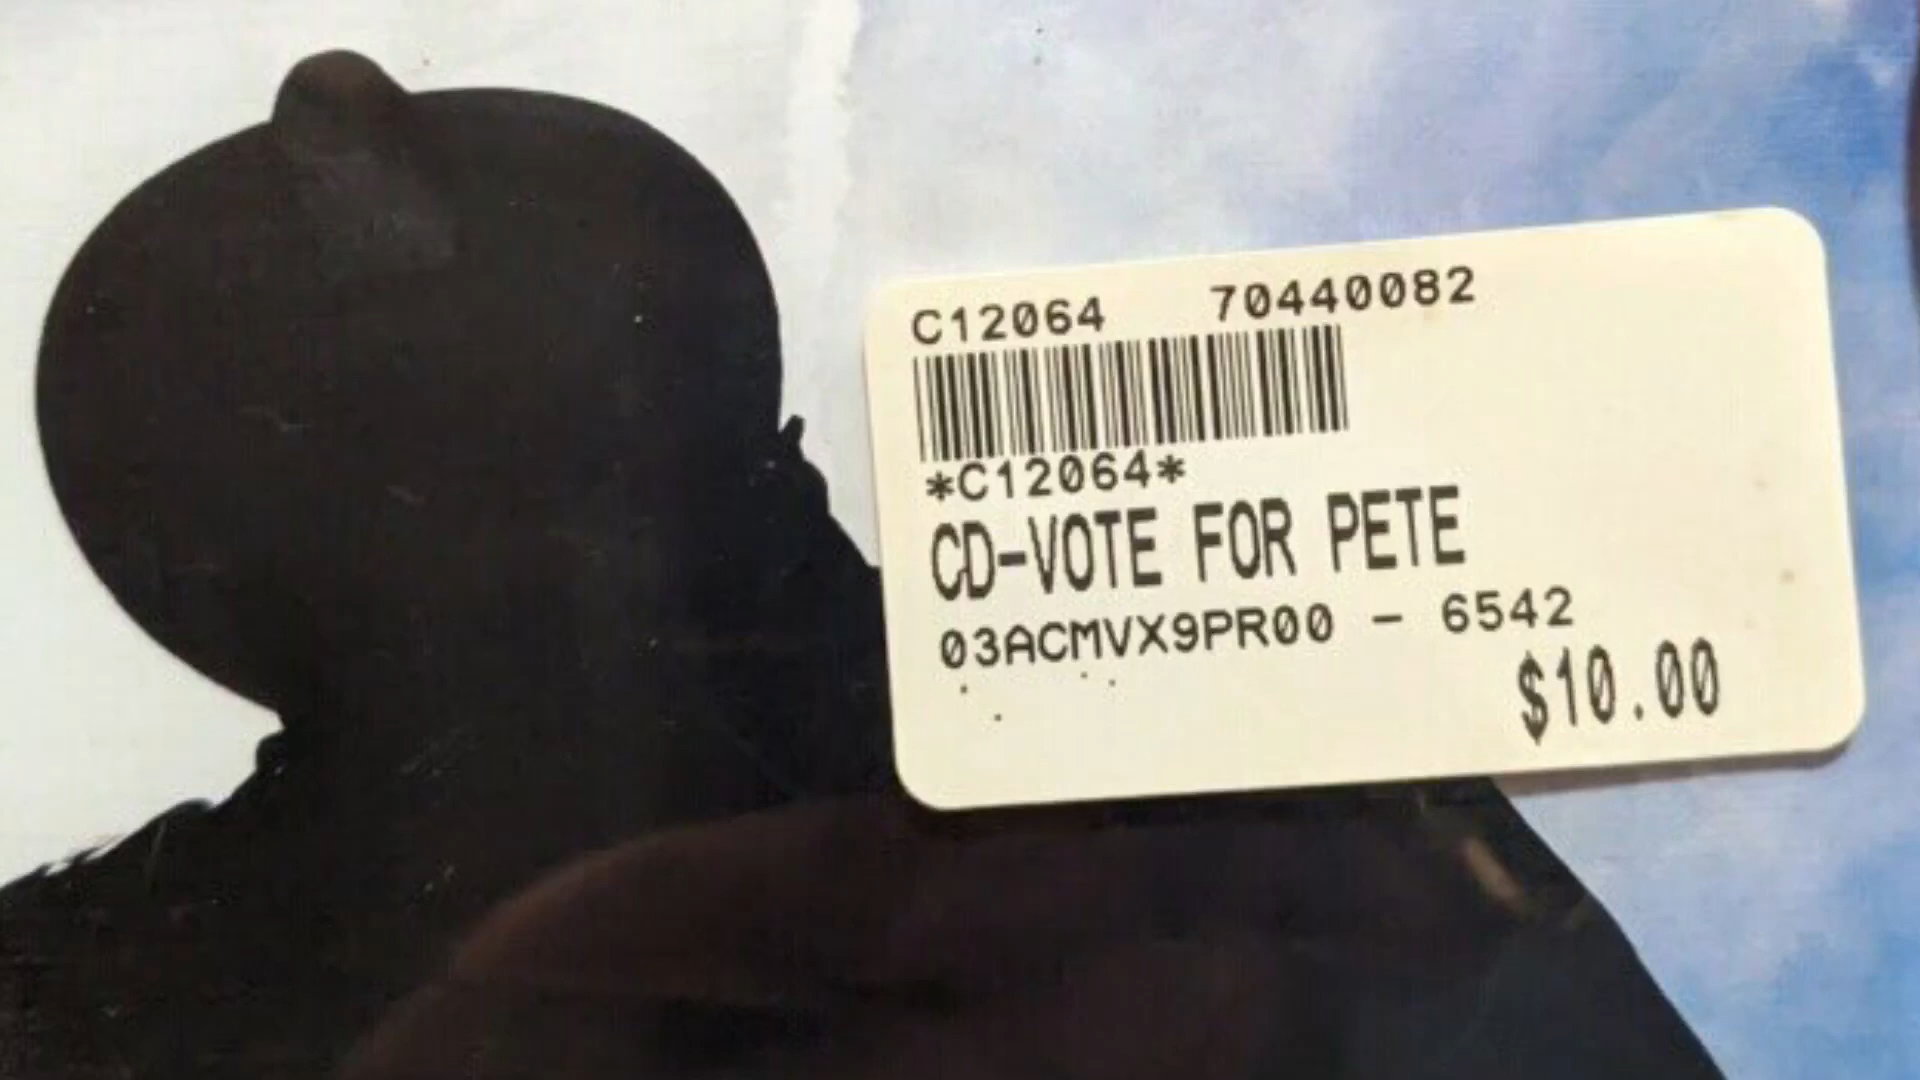 C12064 70440082
*C12064*
CD-VOTE FOR PETE
03ACMVX9PR00 - 6542
$10.00